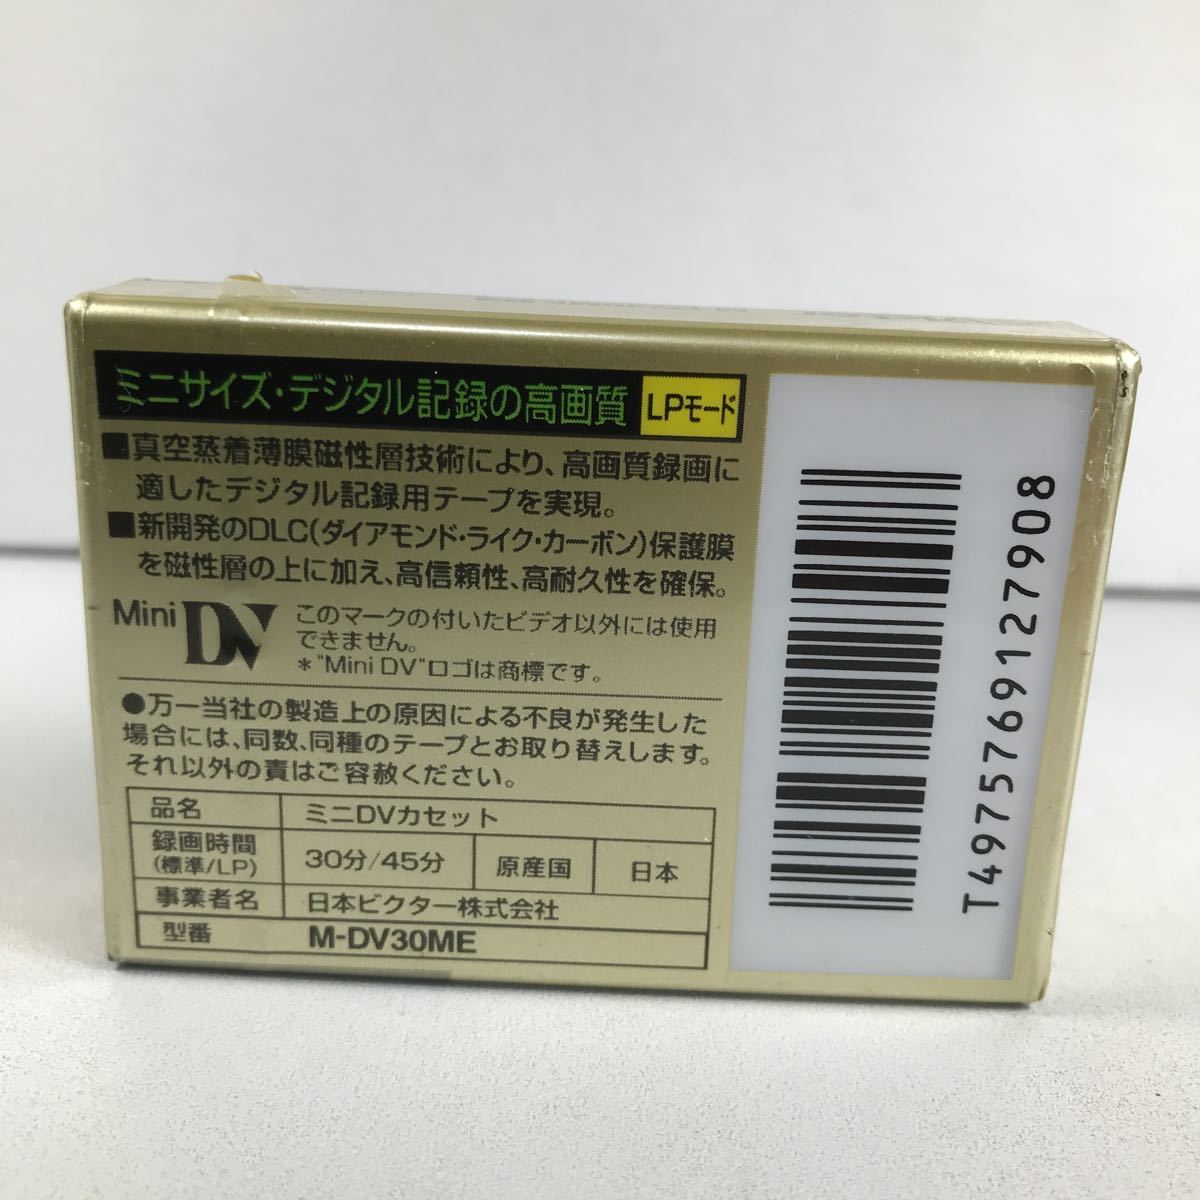 ミニサイズ・デジタル記録の高画質 LPモード
■真空蒸着薄膜磁性層技術により、高画質録画に
適したデジタル記録用テープを実現。
■新開発のDLC(ダイアモンド・ライク・カーボン)保護膜
を磁性層の上に加え、高信頼性、高耐久性を確保。
Mini DV
このマークの付いたビデオ以外には使用
できません。
*"Mini DV"ロゴは商標です。
●万一当社の製造上の原因による不良が発生した
場合には、同数、同種のテープとお取り替えします。
それ以外の責はご容赦ください。
品名 ミニDVカセット
録画時間
(標準/LP) 30分/45分 原産国 日本
事業者名 日本ビクター株式会社
型番 M-DV30ME
T4975769127908